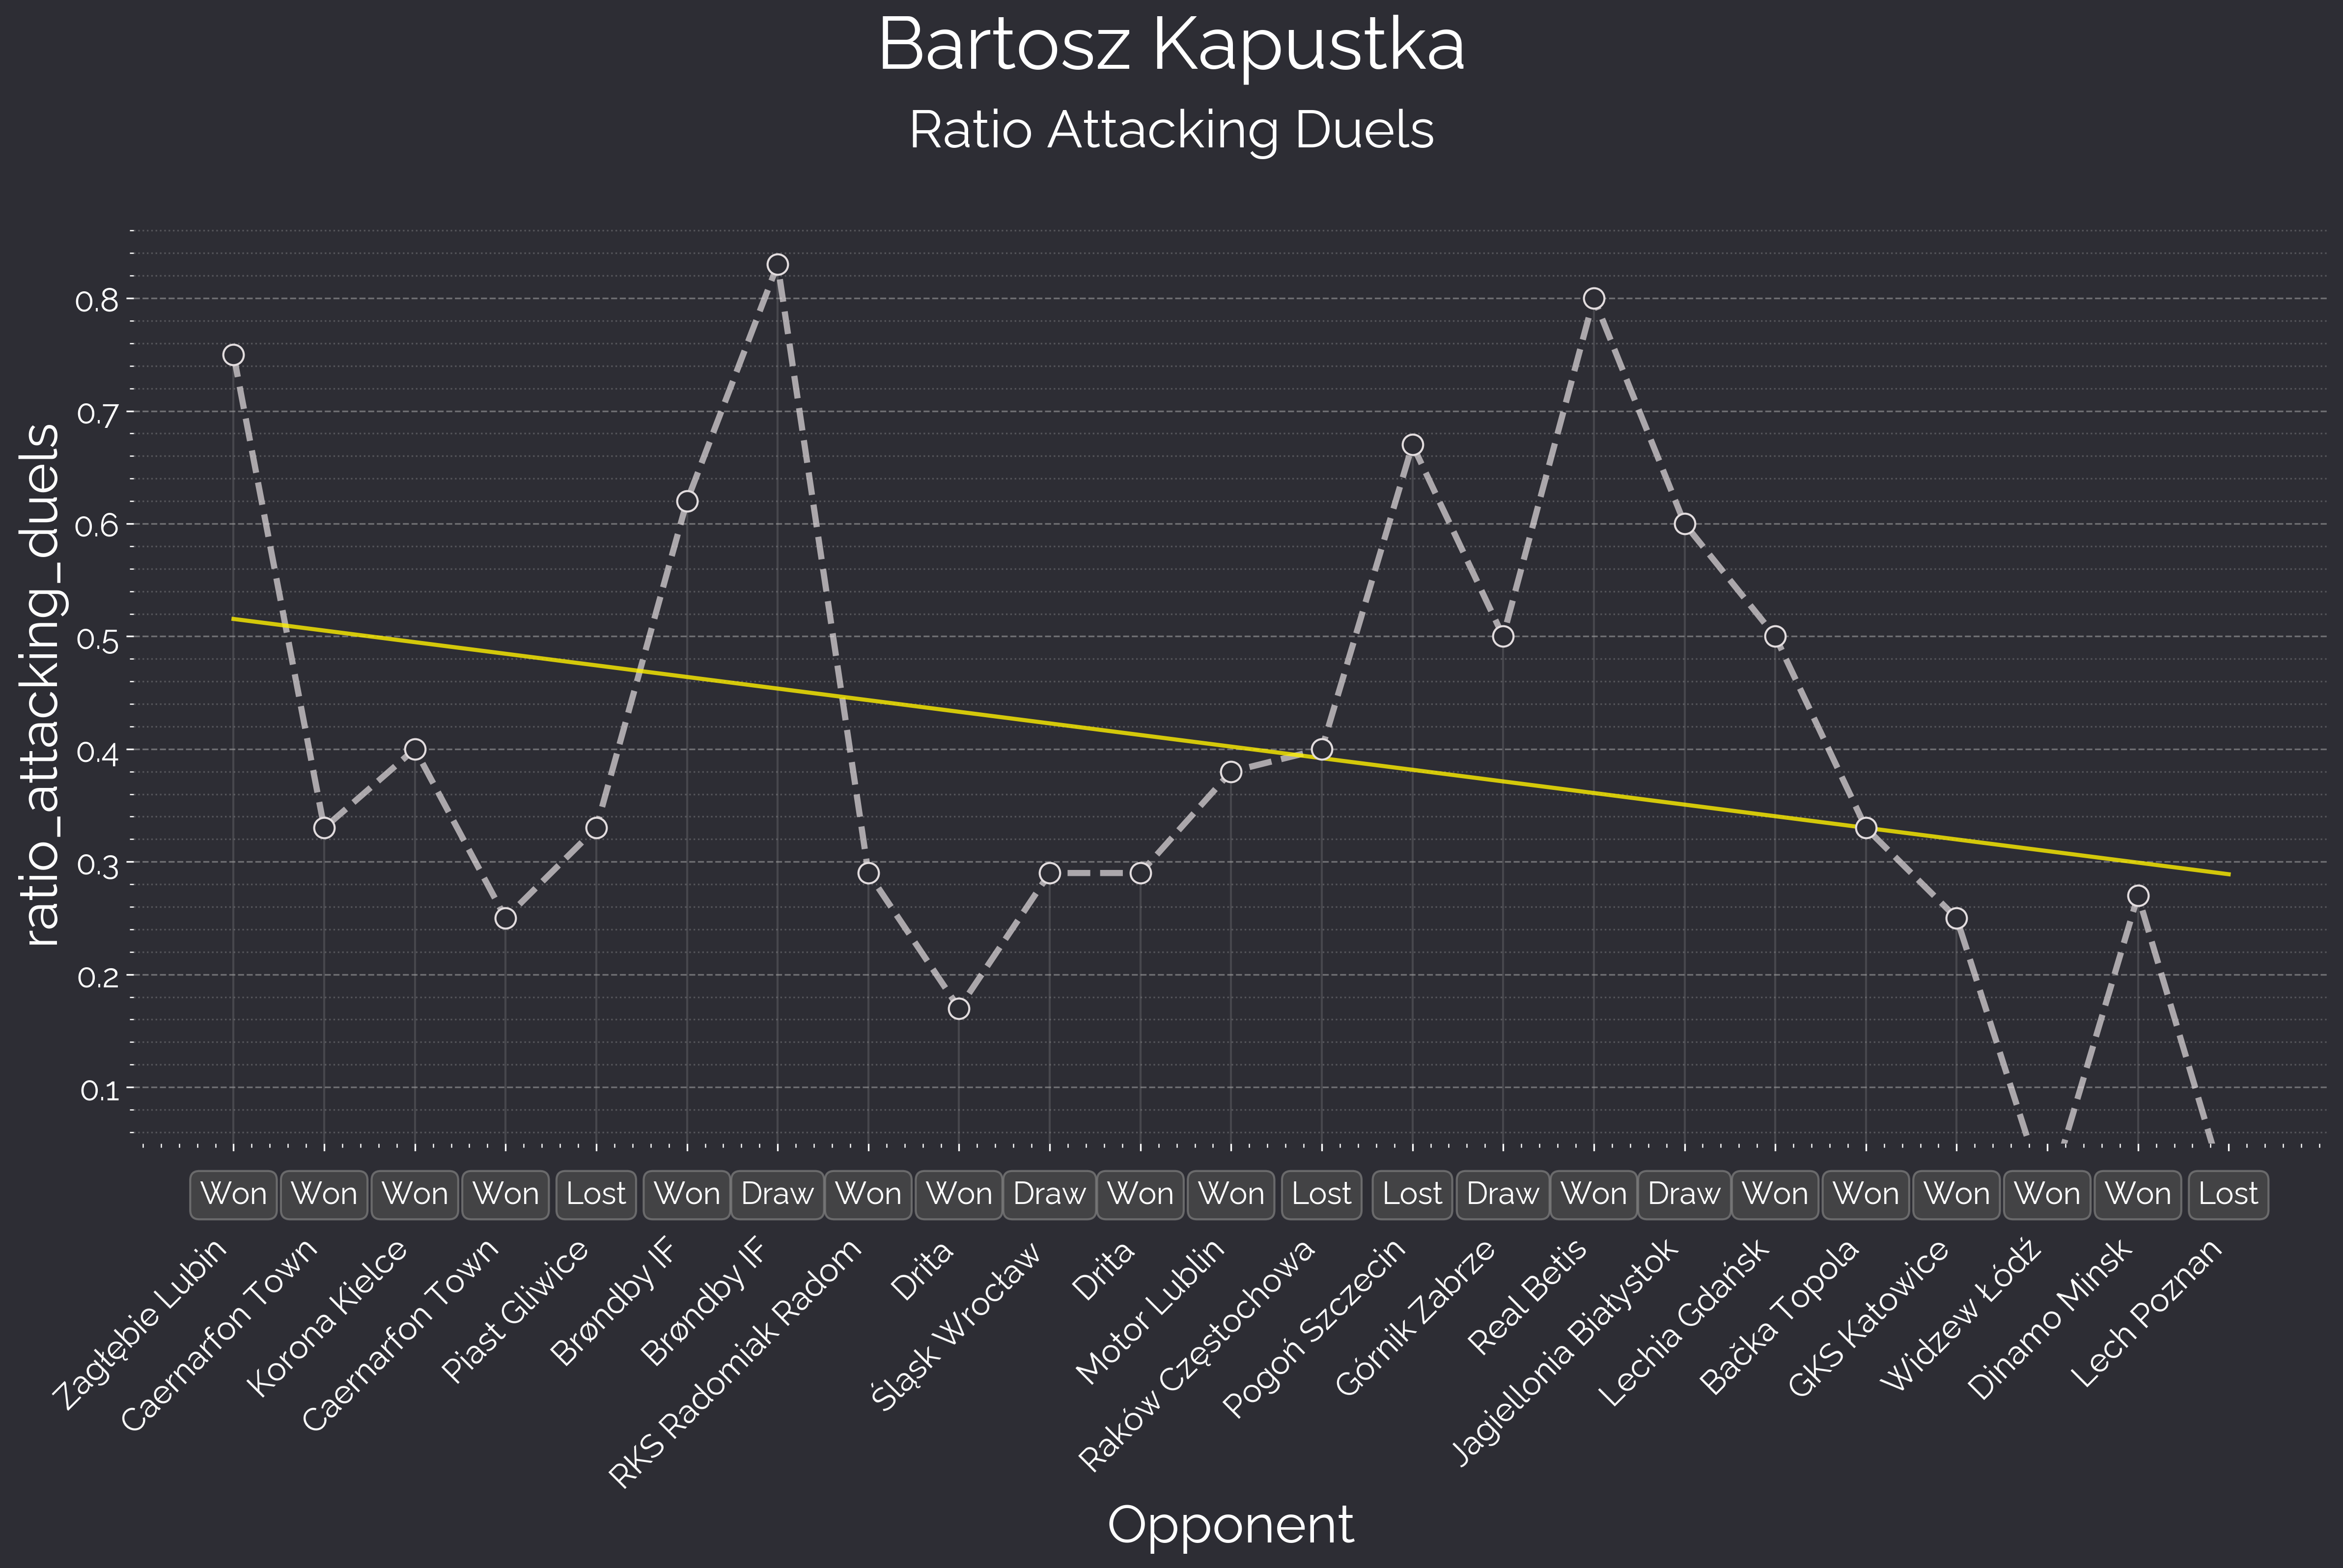 Bartosz Kapustka
Ratio Attacking Duels
ratio_attacking_duels
0.8
0.7
0.6
0.5
0.4
0.3
0.2
0.1
Won Won Won Won Lost Won Draw Won Won Draw Won Won Lost Lost Draw Won Draw Won Won Won Won Won Lost
Zagłębie Lubin
Caernarfon Town
Korona Kielce
Caernarfon Town
Piast Gliwice
Brøndby IF
Brøndby IF
RKS Radomiak Radom
Drita
Śląsk Wrocław
Drita
Motor Lublin
Raków Częstochowa
Pogoń Szczecin
Górnik Zabrze
Real Betis
Jagiellonia Białystok
Lechia Gdańsk
Bačka Topola
GKS Katowice
Widzew Łódź
Dinamo Minsk
Lech Poznan
Opponent